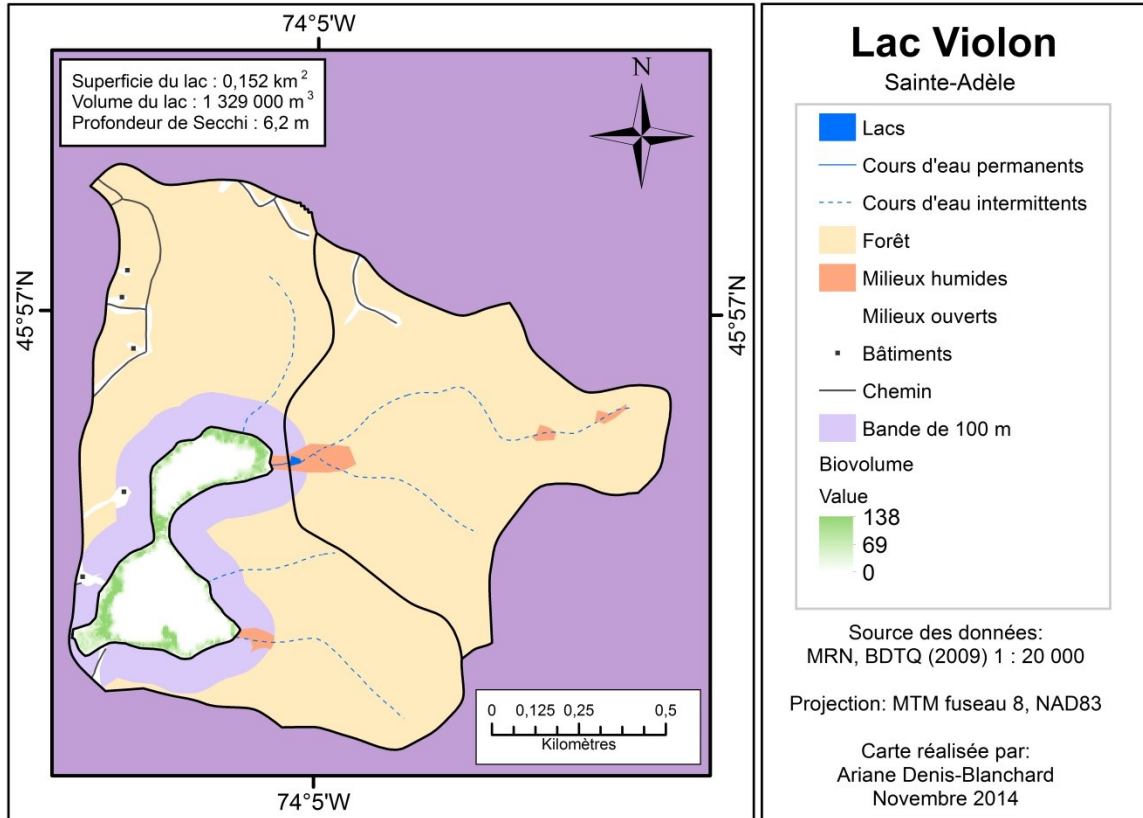 74°5'W
Superficie du lac : 0,152 km²
Volume du lac : 1 329 000 m³
Profondeur de Secchi : 6,2 m
N
45°57'N
45°57'N
0 0,125 0,25 0,5
Kilomètres
74°5'W
Lac Violon
Sainte-Adèle
Lacs
Cours d'eau permanents
Cours d'eau intermittents
Forêt
Milieux humides
Milieux ouverts
Bâtiments
Chemin
Bande de 100 m
Biovolume
Value
138
69
0
Source des données:
MRN, BDTQ (2009) 1 : 20 000
Projection: MTM fuseau 8, NAD83
Carte réalisée par:
Ariane Denis-Blanchard
Novembre 2014